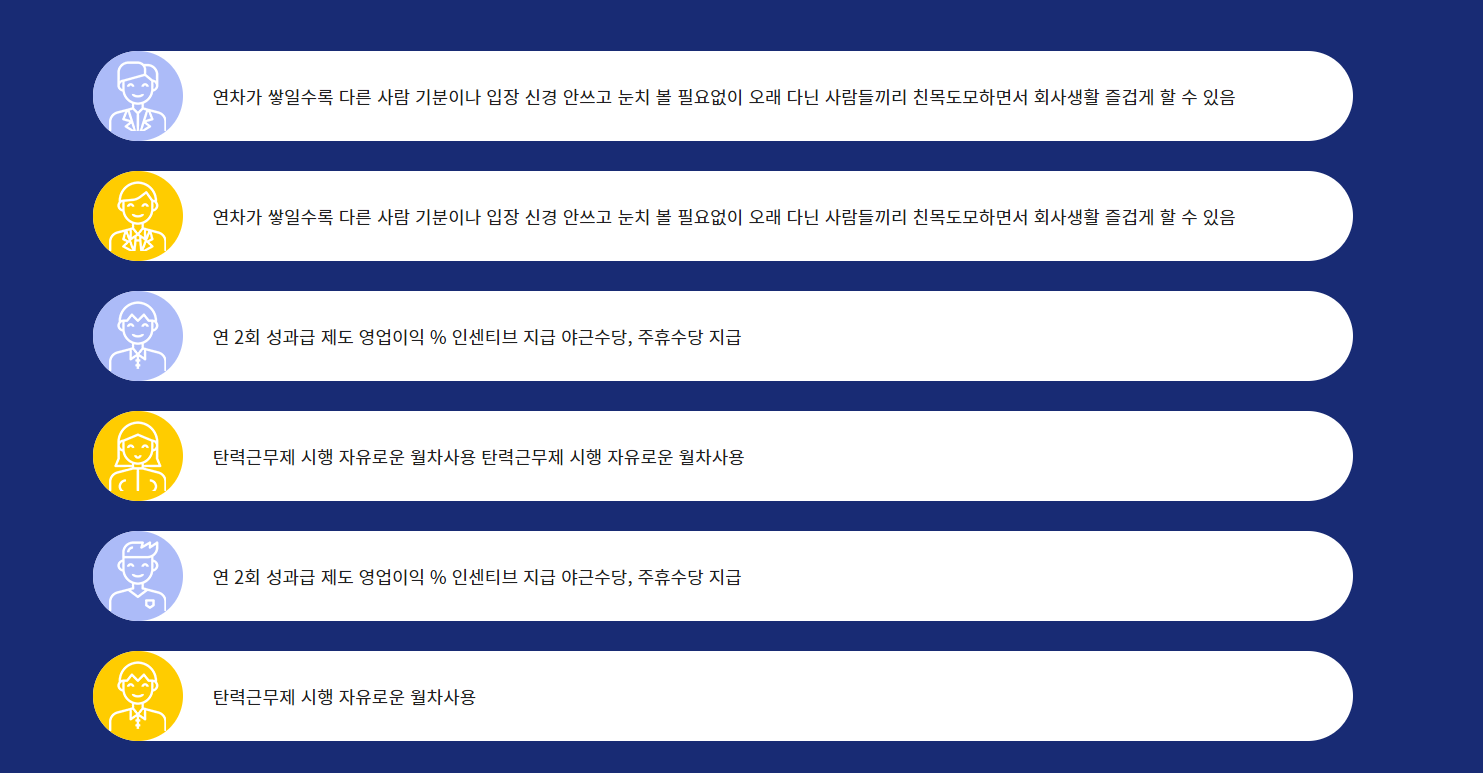 연차가 쌓일수록 다른 사람 기분이나 입장 신경 안쓰고 눈치 볼 필요없이 오래 다닌 사람들끼리 친목도모하면서 회사생활 즐겁게 할 수 있음
연차가 쌓일수록 다른 사람 기분이나 입장 신경 안쓰고 눈치 볼 필요없이 오래 다닌 사람들끼리 친목도모하면서 회사생활 즐겁게 할 수 있음
연 2회 성과급 제도 영업이익 % 인센티브 지급 야근수당, 주휴수당 지급
탄력근무제 시행 자유로운 월차사용 탄력근무제 시행 자유로운 월차사용
연 2회 성과급 제도 영업이익 % 인센티브 지급 야근수당, 주휴수당 지급
탄력근무제 시행 자유로운 월차사용